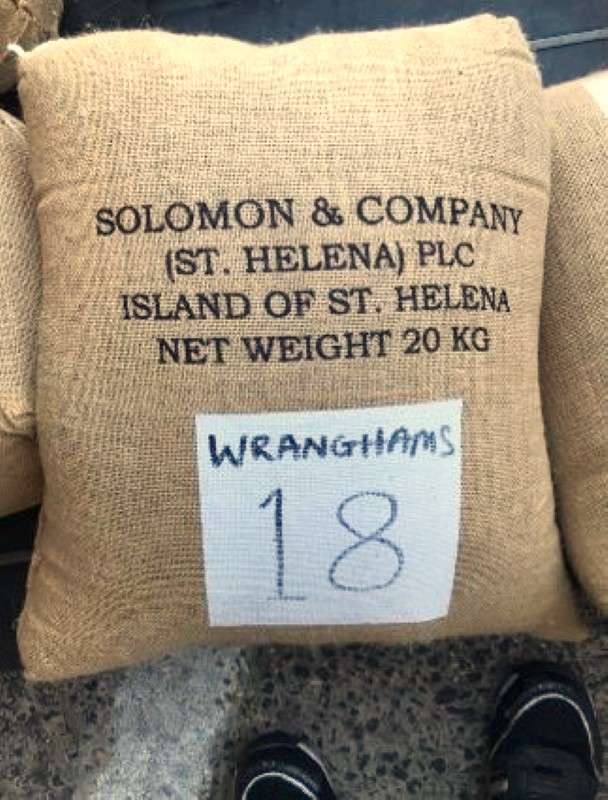 SOLOMON & COMPANY
(ST. HELENA) PLC
ISLAND OF ST. HELENA
NET WEIGHT 20 KG
WRANGHAMS
18